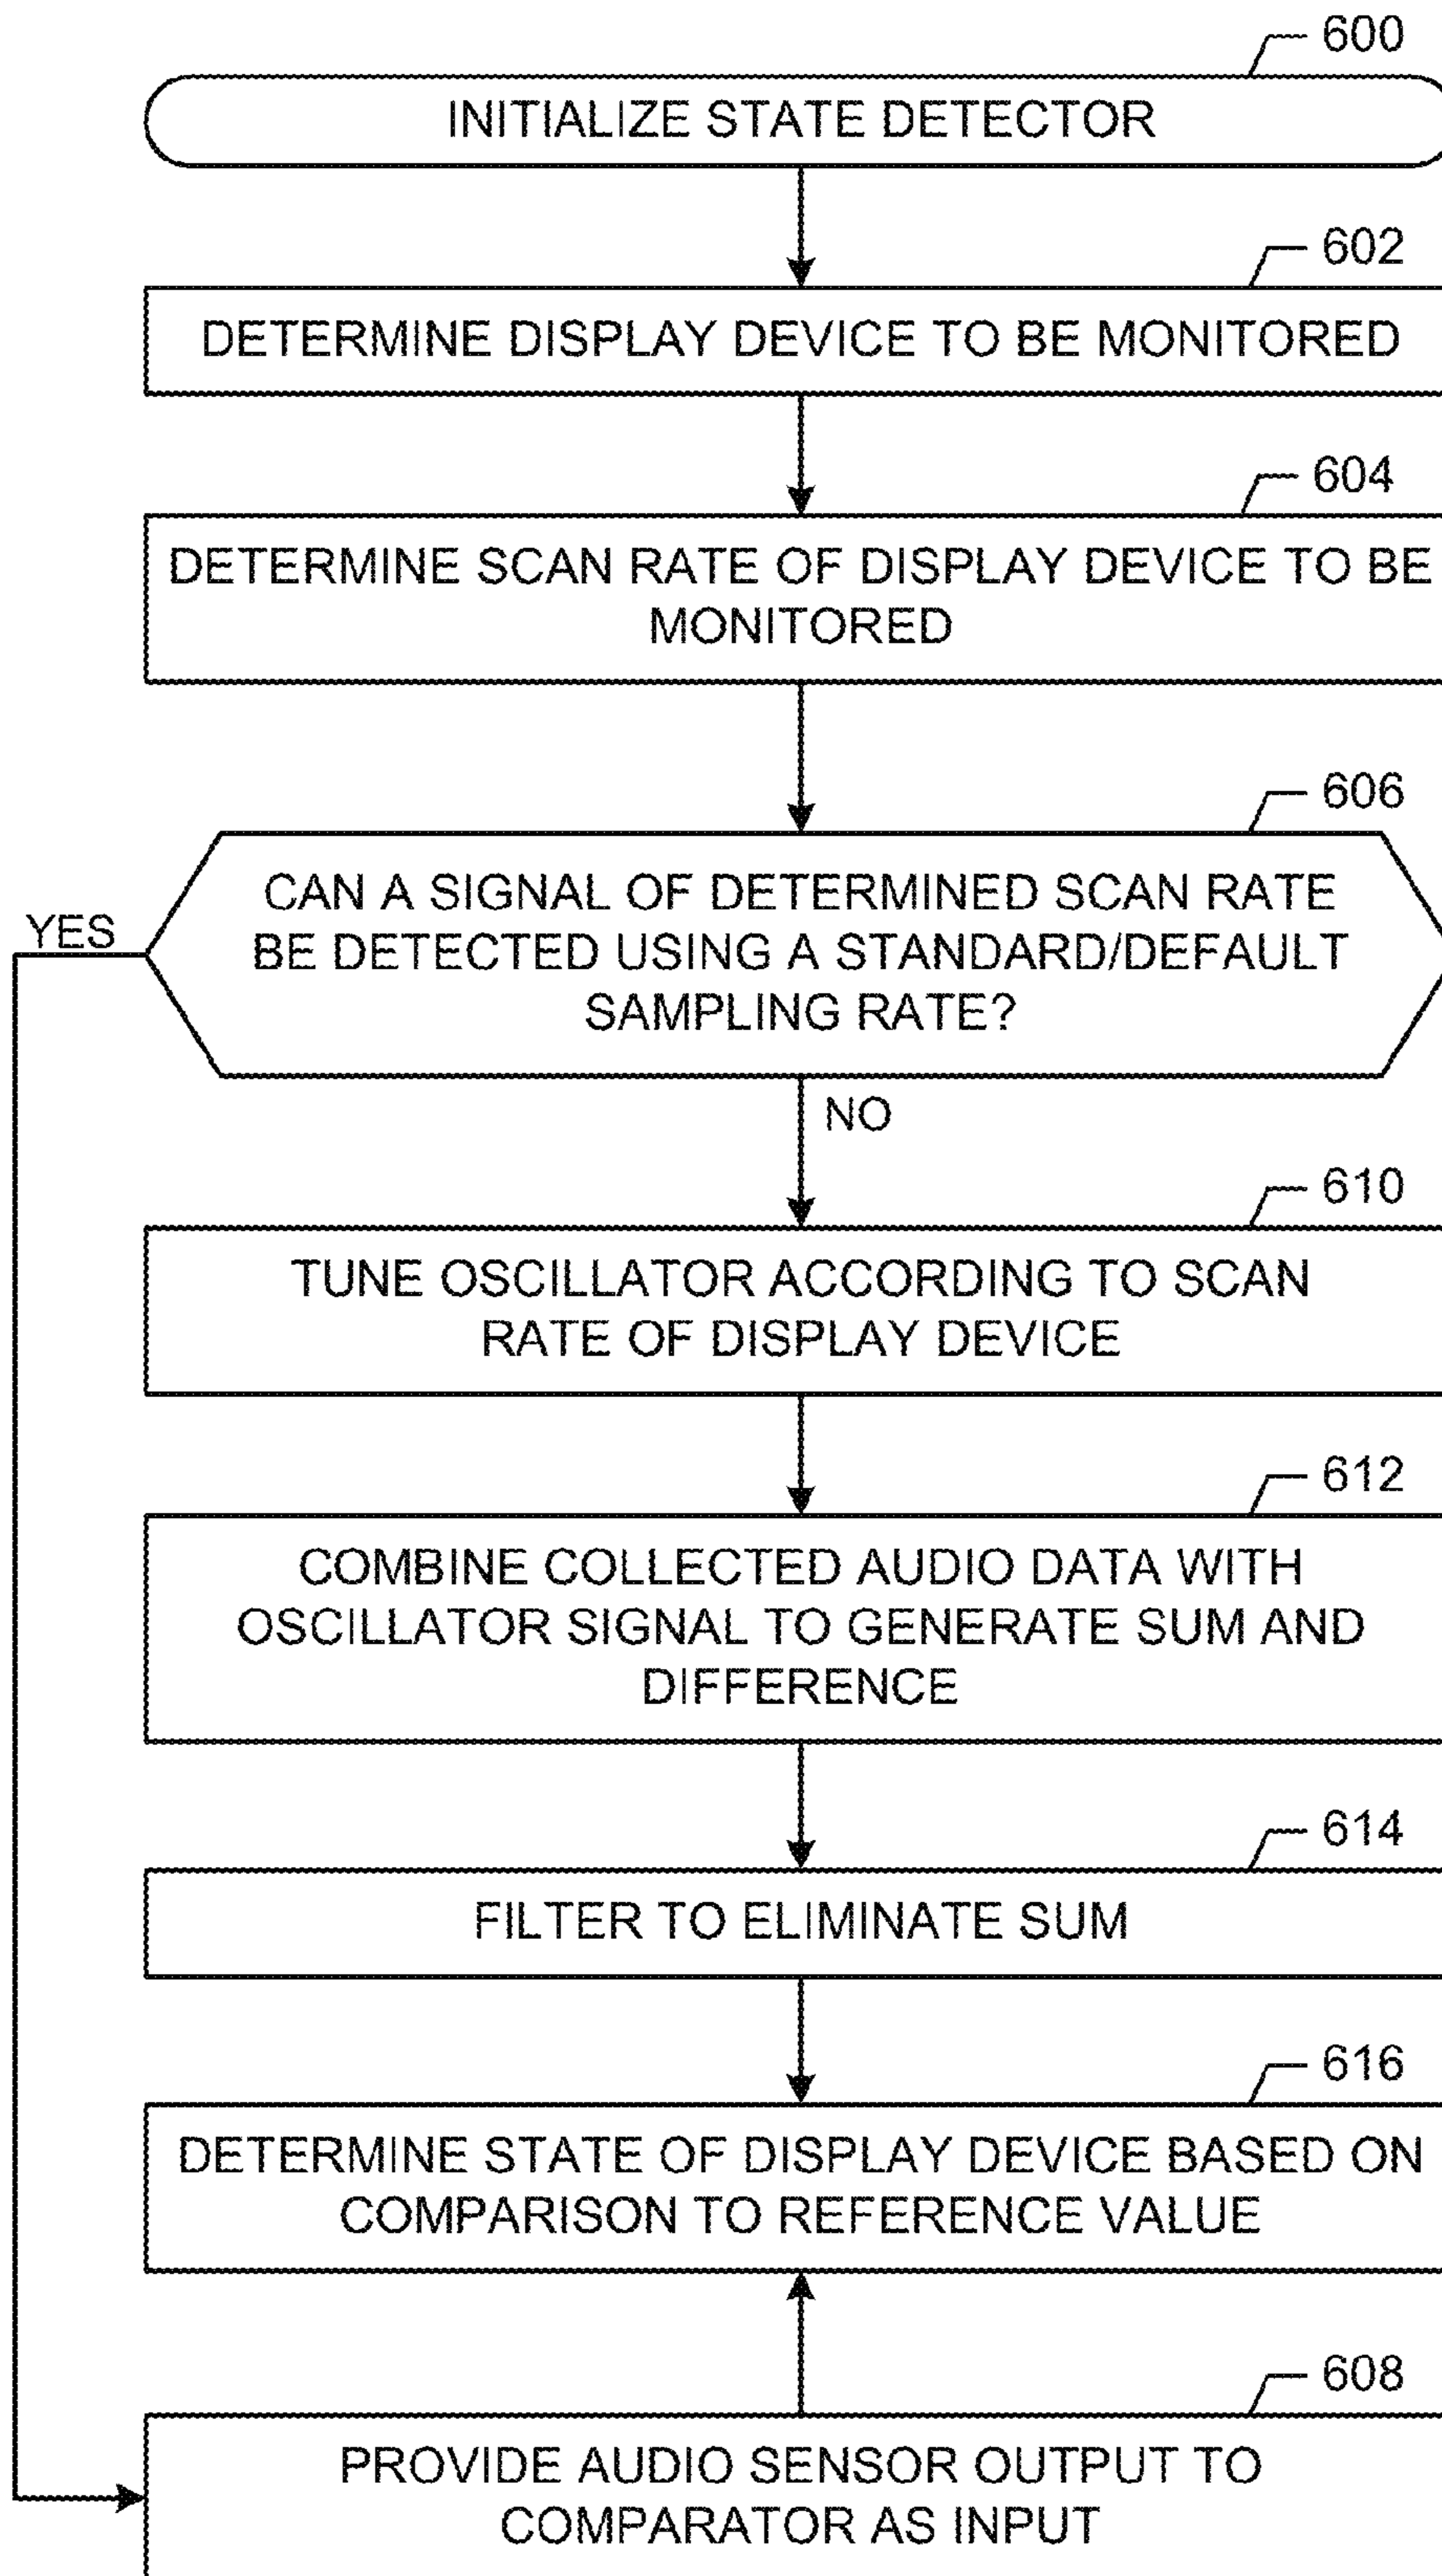 600
INITIALIZE STATE DETECTOR
602
DETERMINE DISPLAY DEVICE TO BE MONITORED
604
DETERMINE SCAN RATE OF DISPLAY DEVICE TO BE
MONITORED
606
CAN A SIGNAL OF DETERMINED SCAN RATE
BE DETECTED USING A STANDARD/DEFAULT
SAMPLING RATE?
YES
NO
610
TUNE OSCILLATOR ACCORDING TO SCAN
RATE OF DISPLAY DEVICE
612
COMBINE COLLECTED AUDIO DATA WITH
OSCILLATOR SIGNAL TO GENERATE SUM AND
DIFFERENCE
614
FILTER TO ELIMINATE SUM
616
DETERMINE STATE OF DISPLAY DEVICE BASED ON
COMPARISON TO REFERENCE VALUE
608
PROVIDE AUDIO SENSOR OUTPUT TO
COMPARATOR AS INPUT